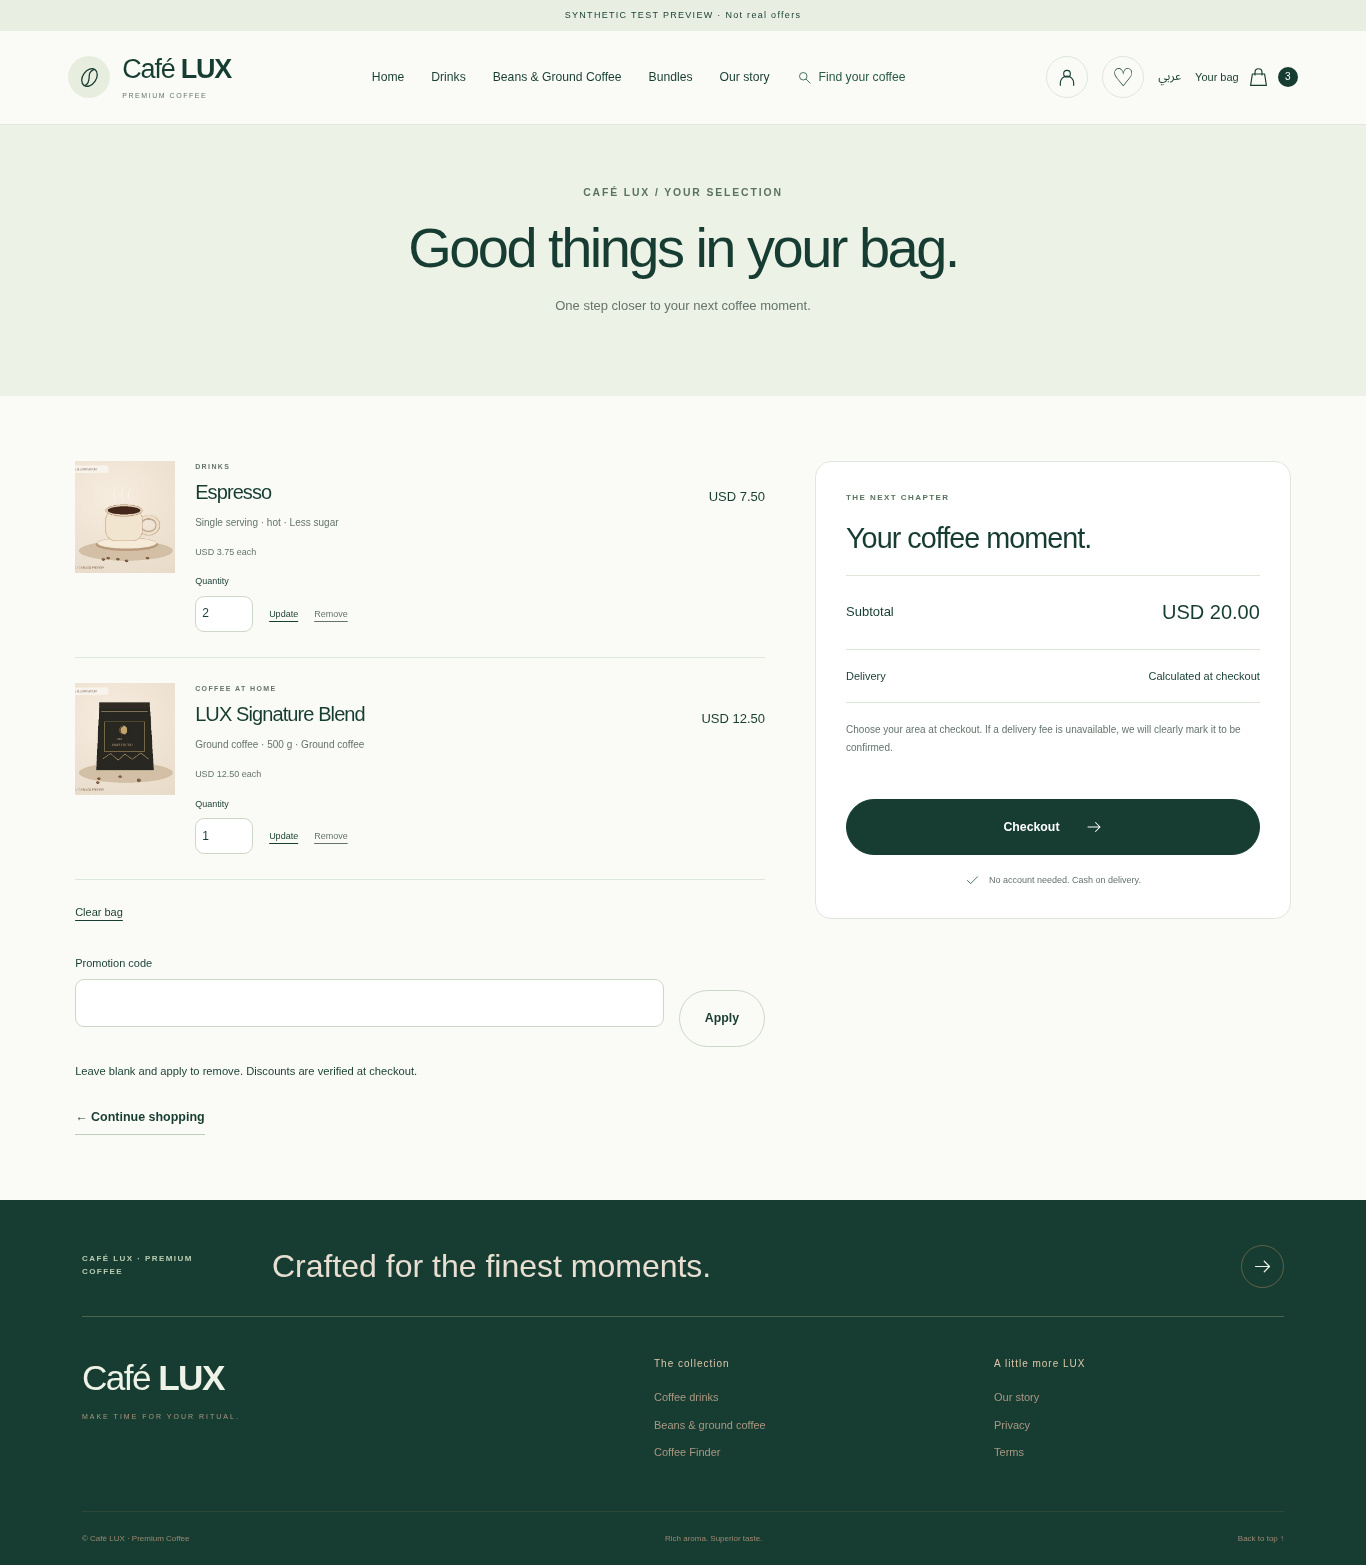 SYNTHETIC TEST PREVIEW · Not real offers
Café LUX
PREMIUM COFFEE
Home
Drinks
Beans & Ground Coffee
Bundles
Our story
Find your coffee
عربي
Your bag
3
CAFÉ LUX / YOUR SELECTION
Good things in your bag.
One step closer to your next coffee moment.
DRINKS
Espresso
USD 7.50
Single serving · hot · Less sugar
USD 3.75 each
Quantity
2
Update
Remove
COFFEE AT HOME
LUX Signature Blend
USD 12.50
Ground coffee · 500 g · Ground coffee
USD 12.50 each
Quantity
1
Update
Remove
Clear bag
Promotion code
Apply
Leave blank and apply to remove. Discounts are verified at checkout.
← Continue shopping
THE NEXT CHAPTER
Your coffee moment.
Subtotal
USD 20.00
Delivery
Calculated at checkout
Choose your area at checkout. If a delivery fee is unavailable, we will clearly mark it to be
confirmed.
Checkout
No account needed. Cash on delivery.
CAFÉ LUX · PREMIUM
COFFEE
Crafted for the finest moments.
Café LUX
MAKE TIME FOR YOUR RITUAL.
The collection
Coffee drinks
Beans & ground coffee
Coffee Finder
A little more LUX
Our story
Privacy
Terms
© Café LUX · Premium Coffee
Rich aroma. Superior taste.
Back to top ↑